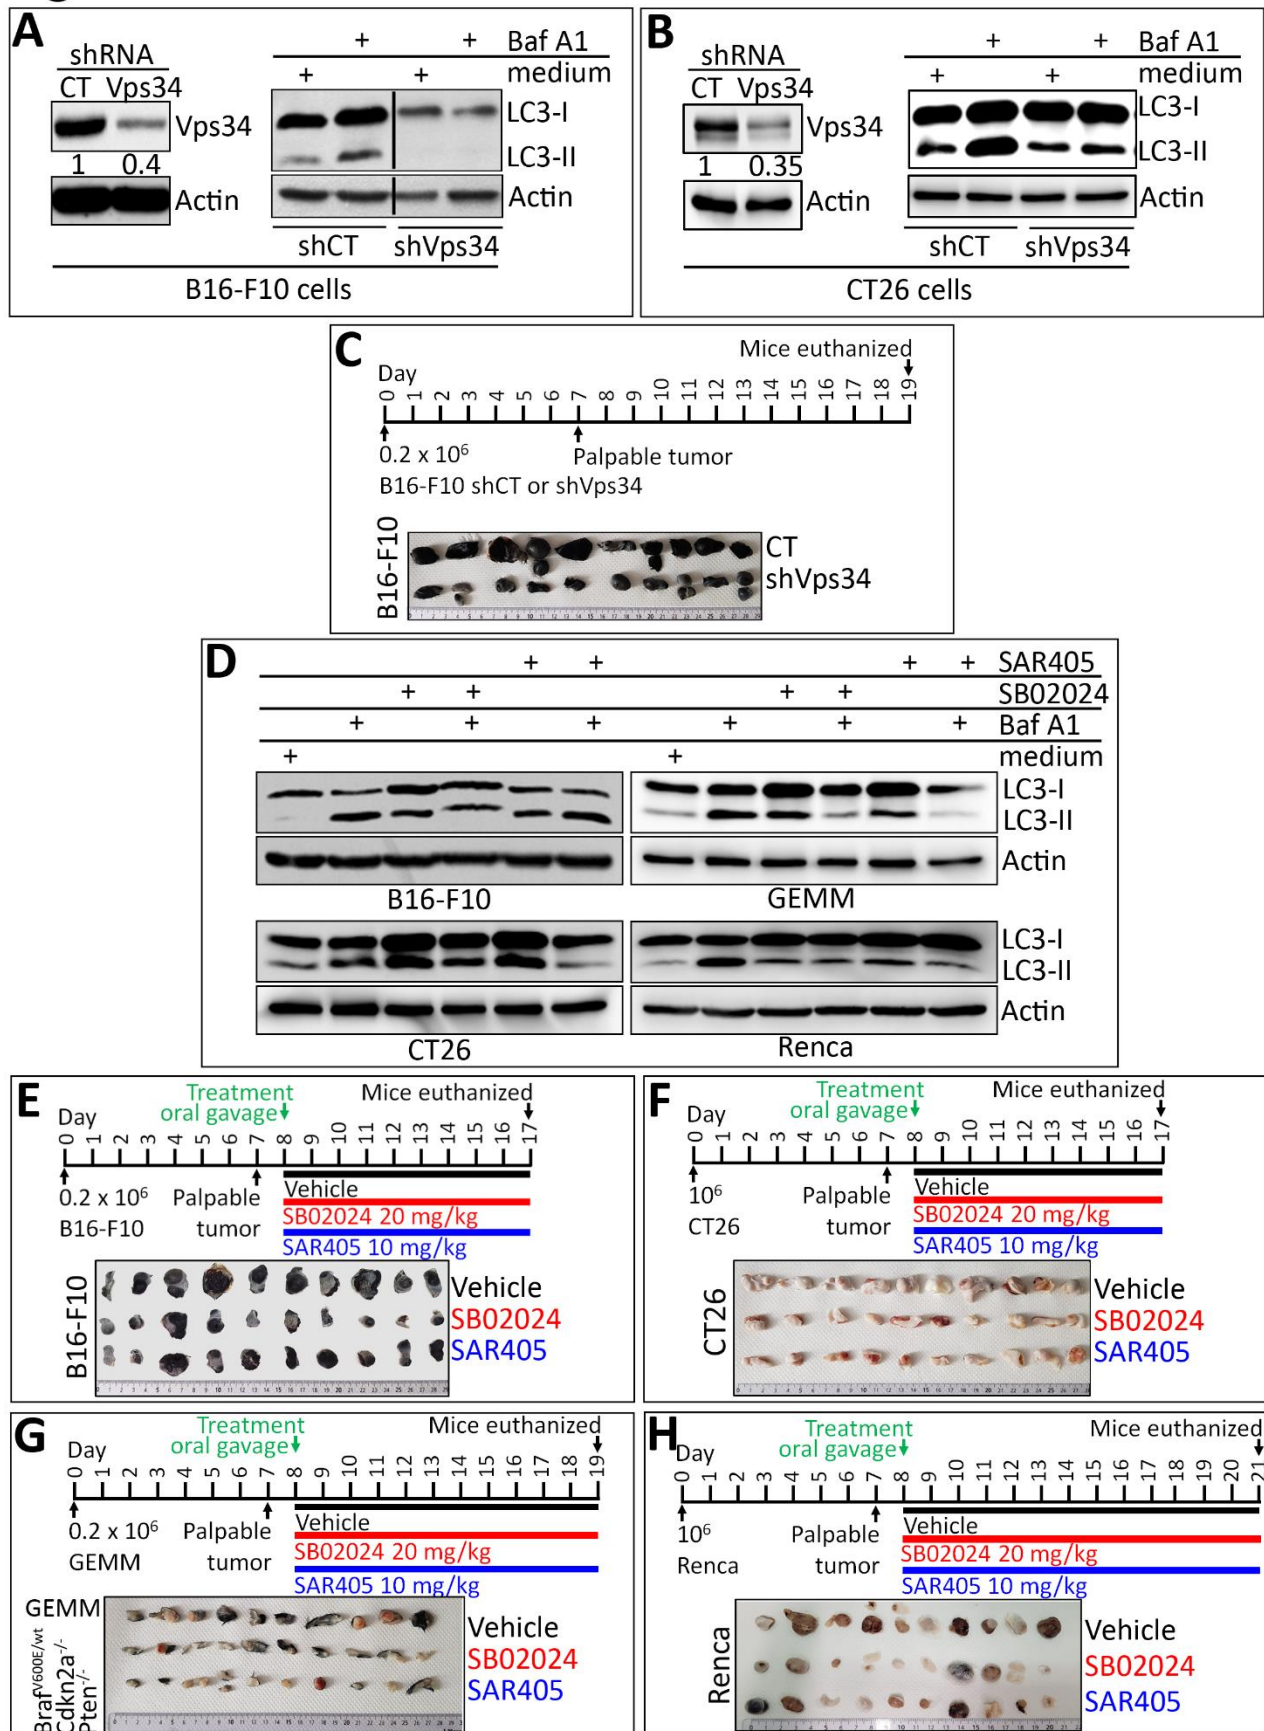 A
shRNA
CT Vps34
Vps34
1 0.4
Actin
+ + Baf A1
+ + medium
LC3-I
LC3-II
Actin
shCT shVps34
B16-F10 cells
B
shRNA
CT Vps34
Vps34
1 0.35
Actin
+ + Baf A1
+ + medium
LC3-I
LC3-II
Actin
shCT shVps34
CT26 cells
C
Mice euthanized
Day
0 1 2 3 4 5 6 7 8 9 10 11 12 13 14 15 16 17 18 19
0.2 x 10⁶
Palpable tumor
B16-F10 shCT or shVps34
B16-F10
CT
shVps34
D
+ + + + SAR405
+ + + + SB02024
+ + + + + + Baf A1
+ + medium
LC3-I
LC3-II
Actin
B16-F10 GEMM
LC3-I
LC3-II
Actin
CT26 Renca
E
Treatment
oral gavage
Mice euthanized
Day
0 1 2 3 4 5 6 7 8 9 10 11 12 13 14 15 16 17
0.2 x 10⁶
B16-F10
Palpable
tumor
Vehicle
SB02024 20 mg/kg
SAR405 10 mg/kg
B16-F10
Vehicle
SB02024
SAR405
F
Treatment
oral gavage
Mice euthanized
Day
0 1 2 3 4 5 6 7 8 9 10 11 12 13 14 15 16 17
10⁶
CT26
Palpable
tumor
Vehicle
SB02024 20 mg/kg
SAR405 10 mg/kg
CT26
Vehicle
SB02024
SAR405
G
Treatment
oral gavage
Mice euthanized
Day
0 1 2 3 4 5 6 7 8 9 10 11 12 13 14 15 16 17 18 19
0.2 x 10⁶
GEMM
Palpable
tumor
Vehicle
SB02024 20 mg/kg
SAR405 10 mg/kg
GEMM
Braf^V600E/wt
Cdkn2a^-/-
Pten^-/-
Vehicle
SB02024
SAR405
H
Treatment
oral gavage
Mice euthanized
Day
0 1 2 3 4 5 6 7 8 9 10 11 12 13 14 15 16 17 18 19 20 21
10⁶
Renca
Palpable
tumor
Vehicle
SB02024 20 mg/kg
SAR405 10 mg/kg
Renca
Vehicle
SB02024
SAR405